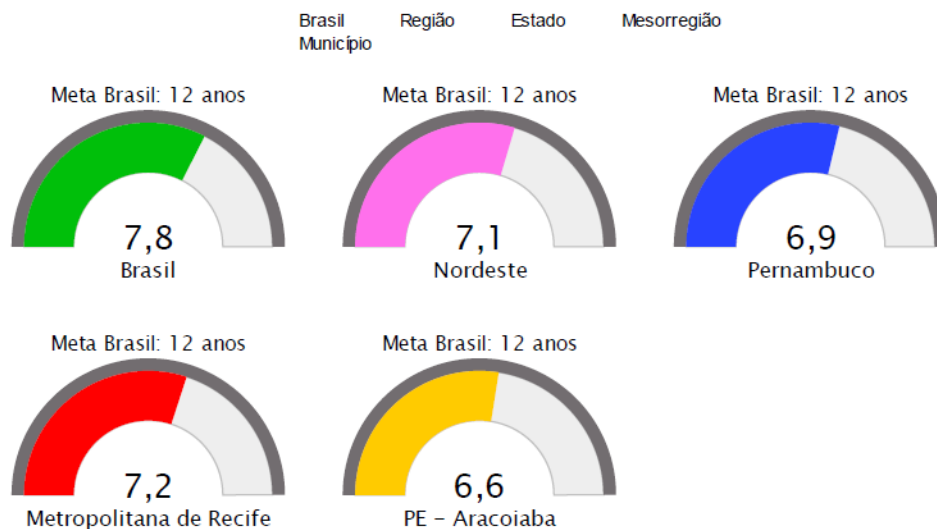 Brasil Região Estado Mesorregião
Município
Meta Brasil: 12 anos Meta Brasil: 12 anos Meta Brasil: 12 anos
7,8 7,1 6,9
Brasil Nordeste Pernambuco
Meta Brasil: 12 anos Meta Brasil: 12 anos
7,2 6,6
Metropolitana de Recife PE - Aracoiaba